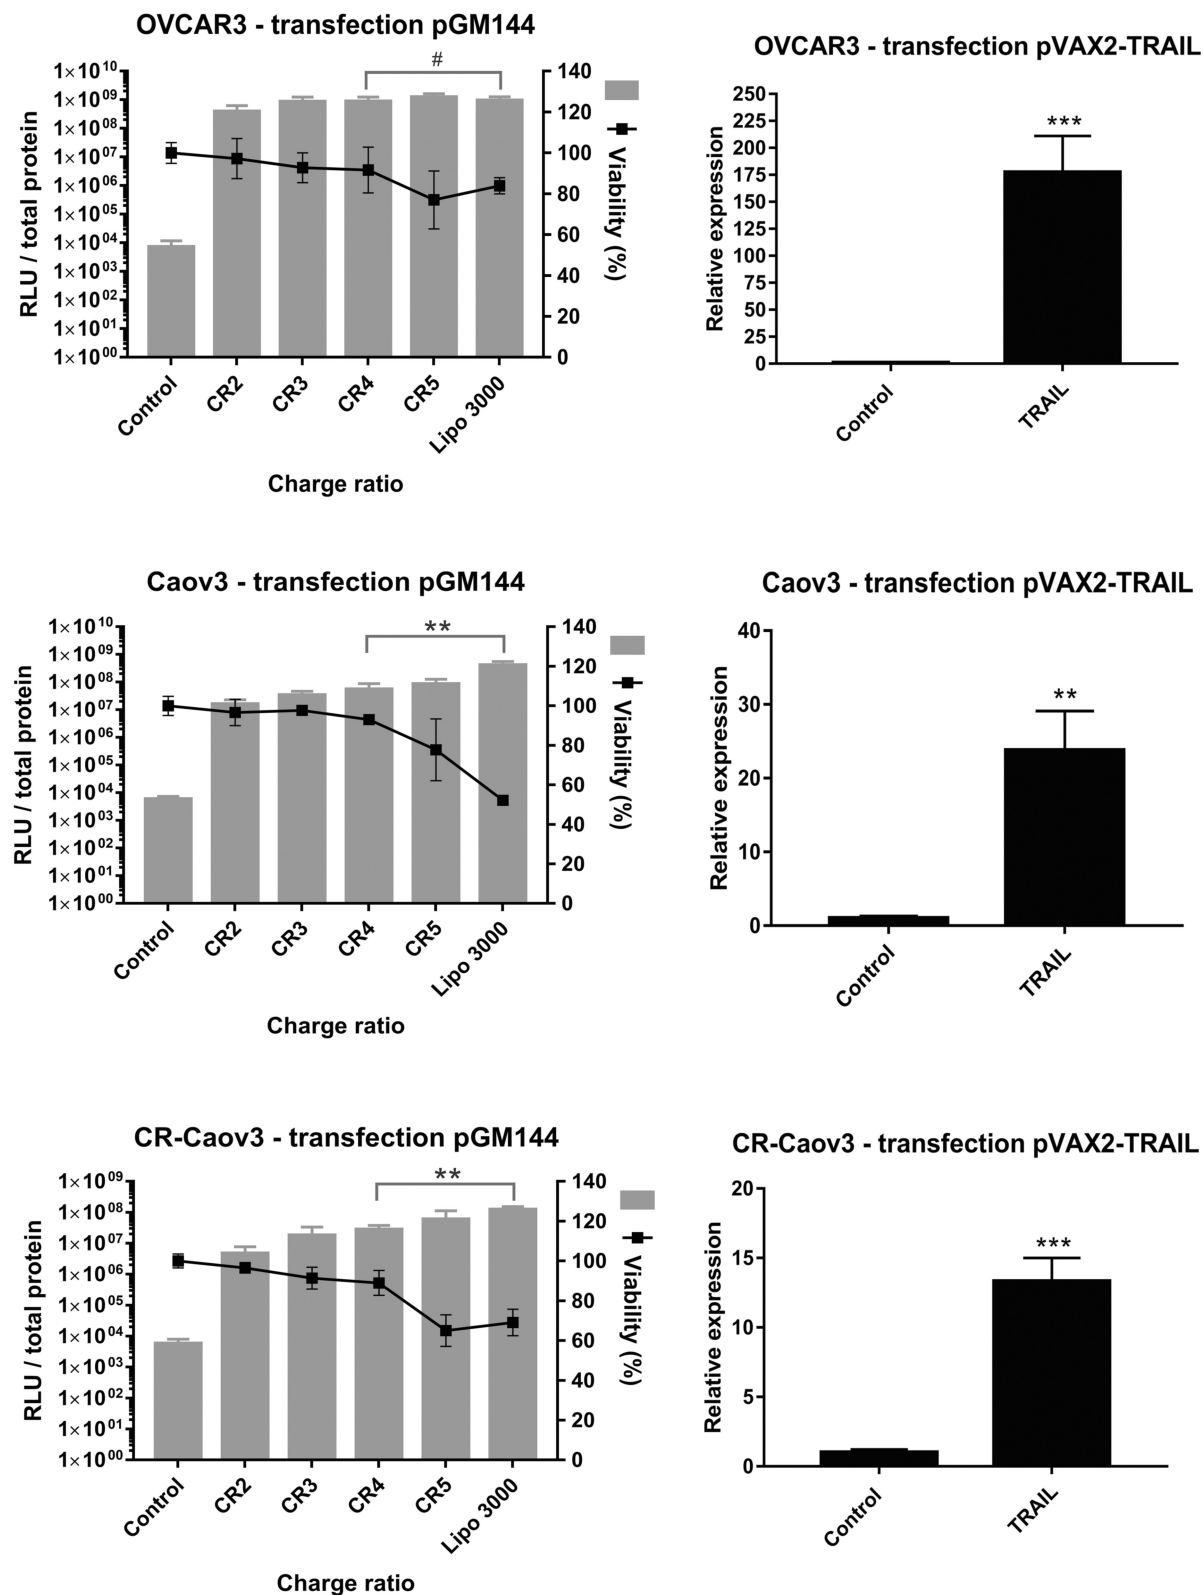 OVCAR3 - transfection pGM144
#
1×10¹⁰
1×10⁰⁹
1×10⁰⁸
1×10⁰⁷
1×10⁰⁶
1×10⁰⁵
1×10⁰⁴
1×10⁰³
1×10⁰²
1×10⁰¹
1×10⁰⁰
RLU / total protein
140
120
100
80
60
40
20
0
Viability (%)
Control
CR2
CR3
CR4
CR5
Lipo 3000
Charge ratio
OVCAR3 - transfection pVAX2-TRAIL
***
250
225
200
175
150
125
100
75
50
25
0
Relative expression
Control
TRAIL
Caov3 - transfection pGM144
**
1×10¹⁰
1×10⁰⁹
1×10⁰⁸
1×10⁰⁷
1×10⁰⁶
1×10⁰⁵
1×10⁰⁴
1×10⁰³
1×10⁰²
1×10⁰¹
1×10⁰⁰
RLU / total protein
140
120
100
80
60
40
20
0
Viability (%)
Control
CR2
CR3
CR4
CR5
Lipo 3000
Charge ratio
Caov3 - transfection pVAX2-TRAIL
**
40
30
20
10
0
Relative expression
Control
TRAIL
CR-Caov3 - transfection pGM144
**
1×10⁰⁹
1×10⁰⁸
1×10⁰⁷
1×10⁰⁶
1×10⁰⁵
1×10⁰⁴
1×10⁰³
1×10⁰²
1×10⁰¹
1×10⁰⁰
RLU / total protein
140
120
100
80
60
40
20
0
Viability (%)
Control
CR2
CR3
CR4
CR5
Lipo 3000
Charge ratio
CR-Caov3 - transfection pVAX2-TRAIL
***
20
15
10
5
0
Relative expression
Control
TRAIL